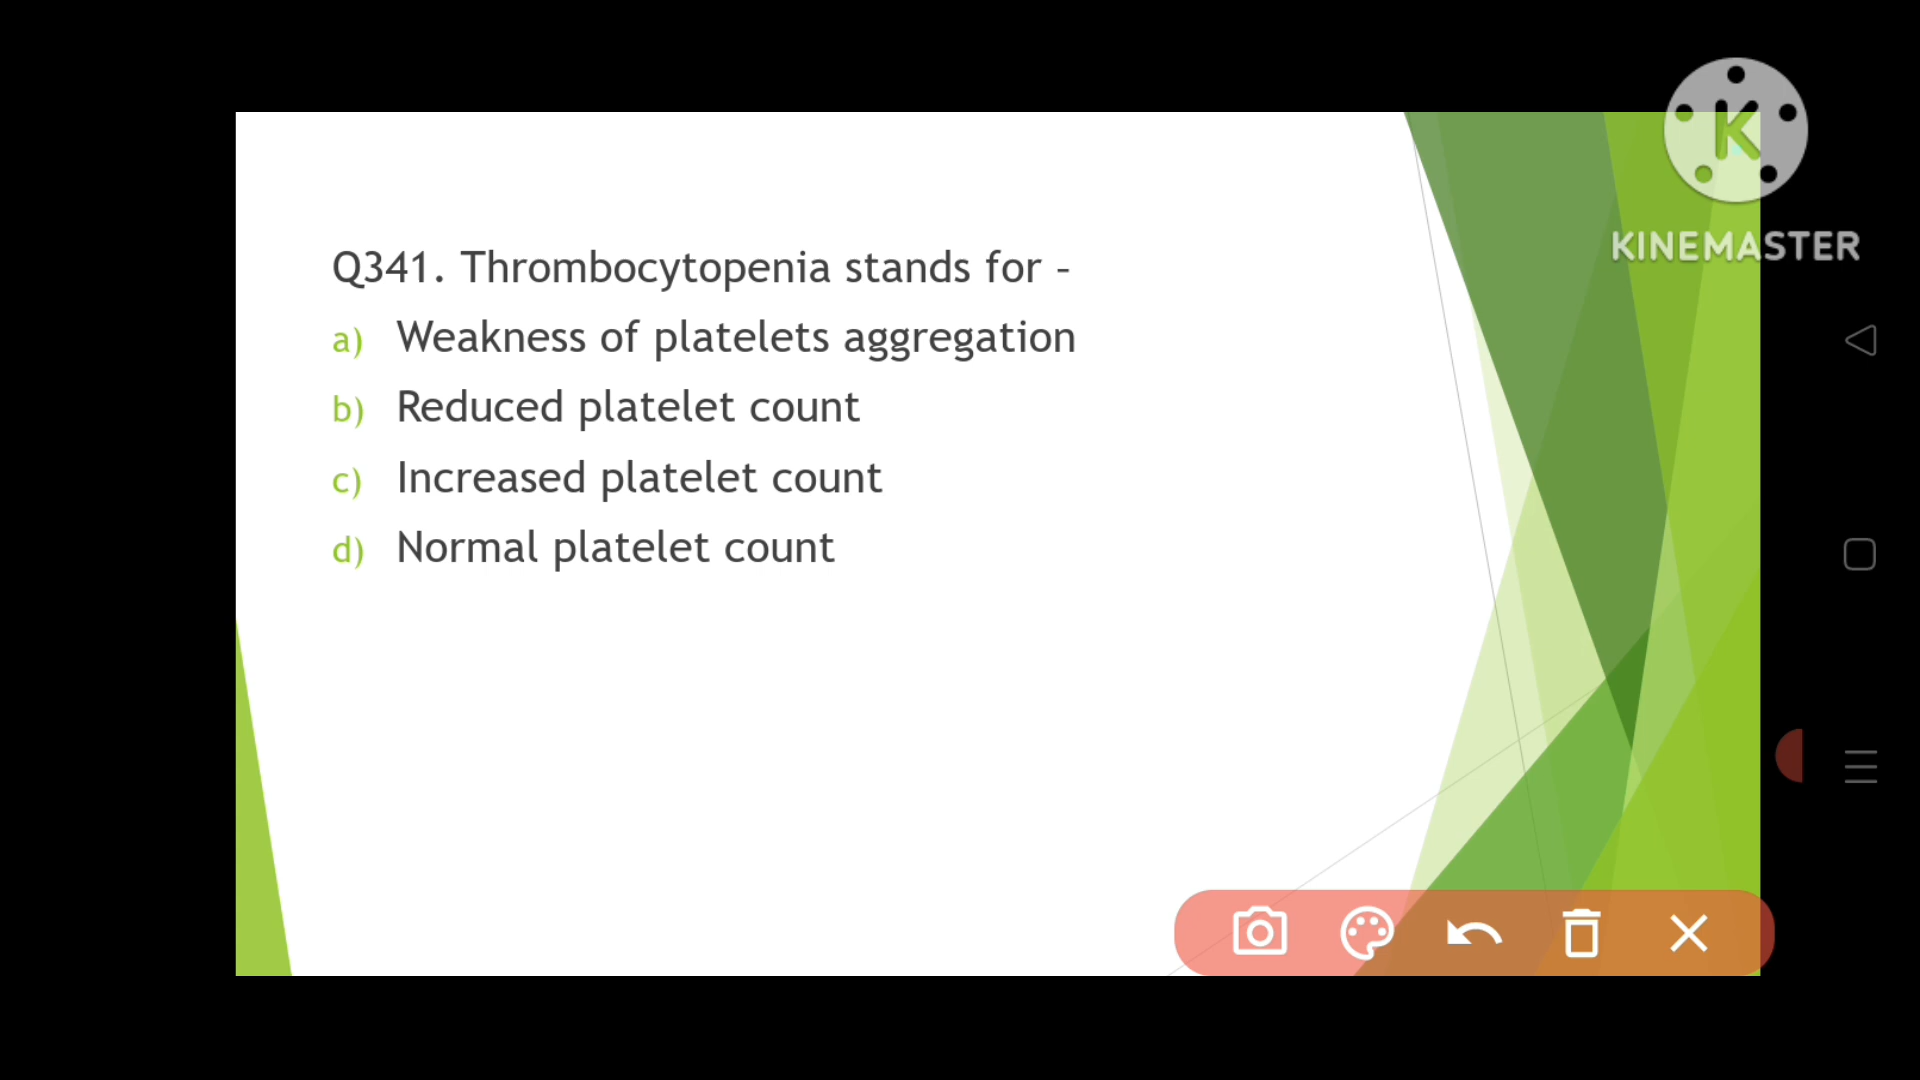 KINEMASTER
Q341. Thrombocytopenia stands for -
a) Weakness of platelets aggregation
b) Reduced platelet count
c) Increased platelet count
d) Normal platelet count